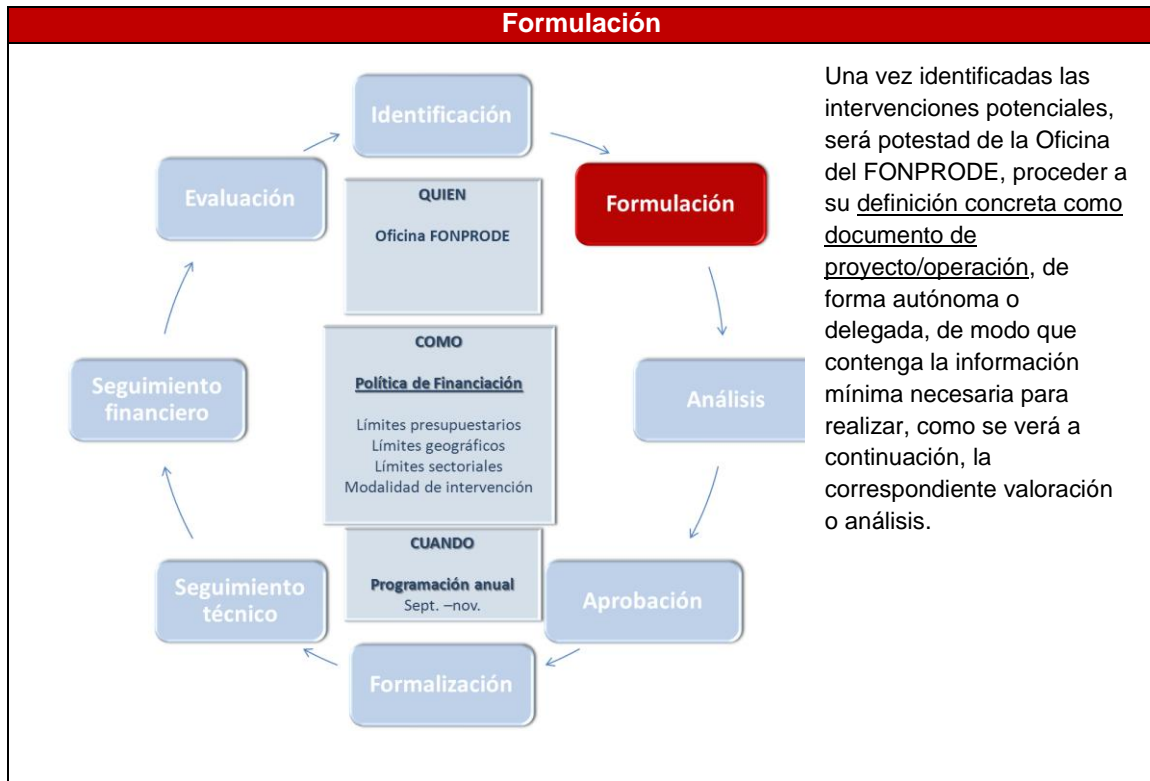 Formulación
Identificación
Formulación
Análisis
Aprobación
Formalización
Seguimiento
técnico
Seguimiento
financiero
Evaluación
QUIEN
Oficina FONPRODE
COMO
Política de Financiación
Límites presupuestarios
Límites geográficos
Límites sectoriales
Modalidad de intervención
CUANDO
Programación anual
Sept. –nov.
Una vez identificadas las
intervenciones potenciales,
será potestad de la Oficina
del FONPRODE, proceder a
su definición concreta como
documento de
proyecto/operación, de
forma autónoma o
delegada, de modo que
contenga la información
mínima necesaria para
realizar, como se verá a
continuación, la
correspondiente valoración
o análisis.